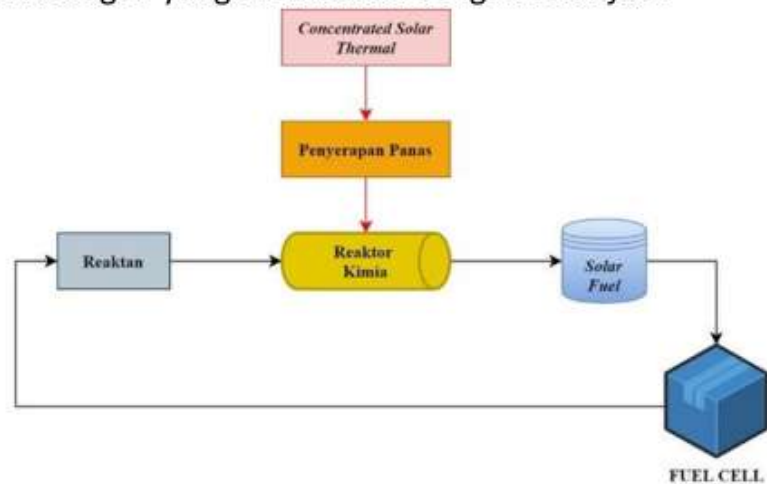 Concentrated Solar
Thermal
Penyerapan Panas
Reaktan
Reaktor
Kimia
Solar
Fuel
FUEL CELL